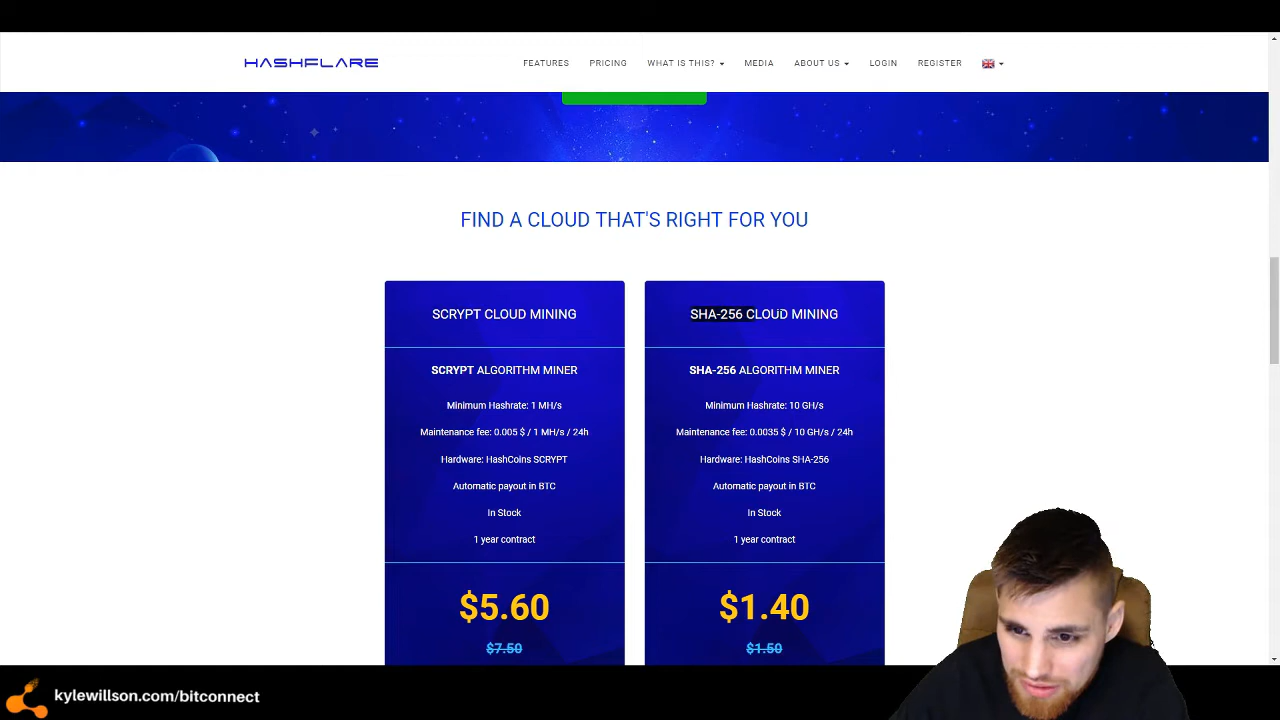 HASHFLARE
FEATURES PRICING WHAT IS THIS? MEDIA ABOUT US LOGIN REGISTER
FIND A CLOUD THAT'S RIGHT FOR YOU
SCRYPT CLOUD MINING
SCRYPT ALGORITHM MINER
Minimum Hashrate: 1 MH/s
Maintenance fee: 0.005 $ / 1 MH/s / 24h
Hardware: HashCoins SCRYPT
Automatic payout in BTC
In Stock
1 year contract
$5.60
$7.50
SHA-256 CLOUD MINING
SHA-256 ALGORITHM MINER
Minimum Hashrate: 10 GH/s
Maintenance fee: 0.0035 $ / 10 GH/s / 24h
Hardware: HashCoins SHA-256
Automatic payout in BTC
In Stock
1 year contract
$1.40
$1.50
kylewillson.com/bitconnect